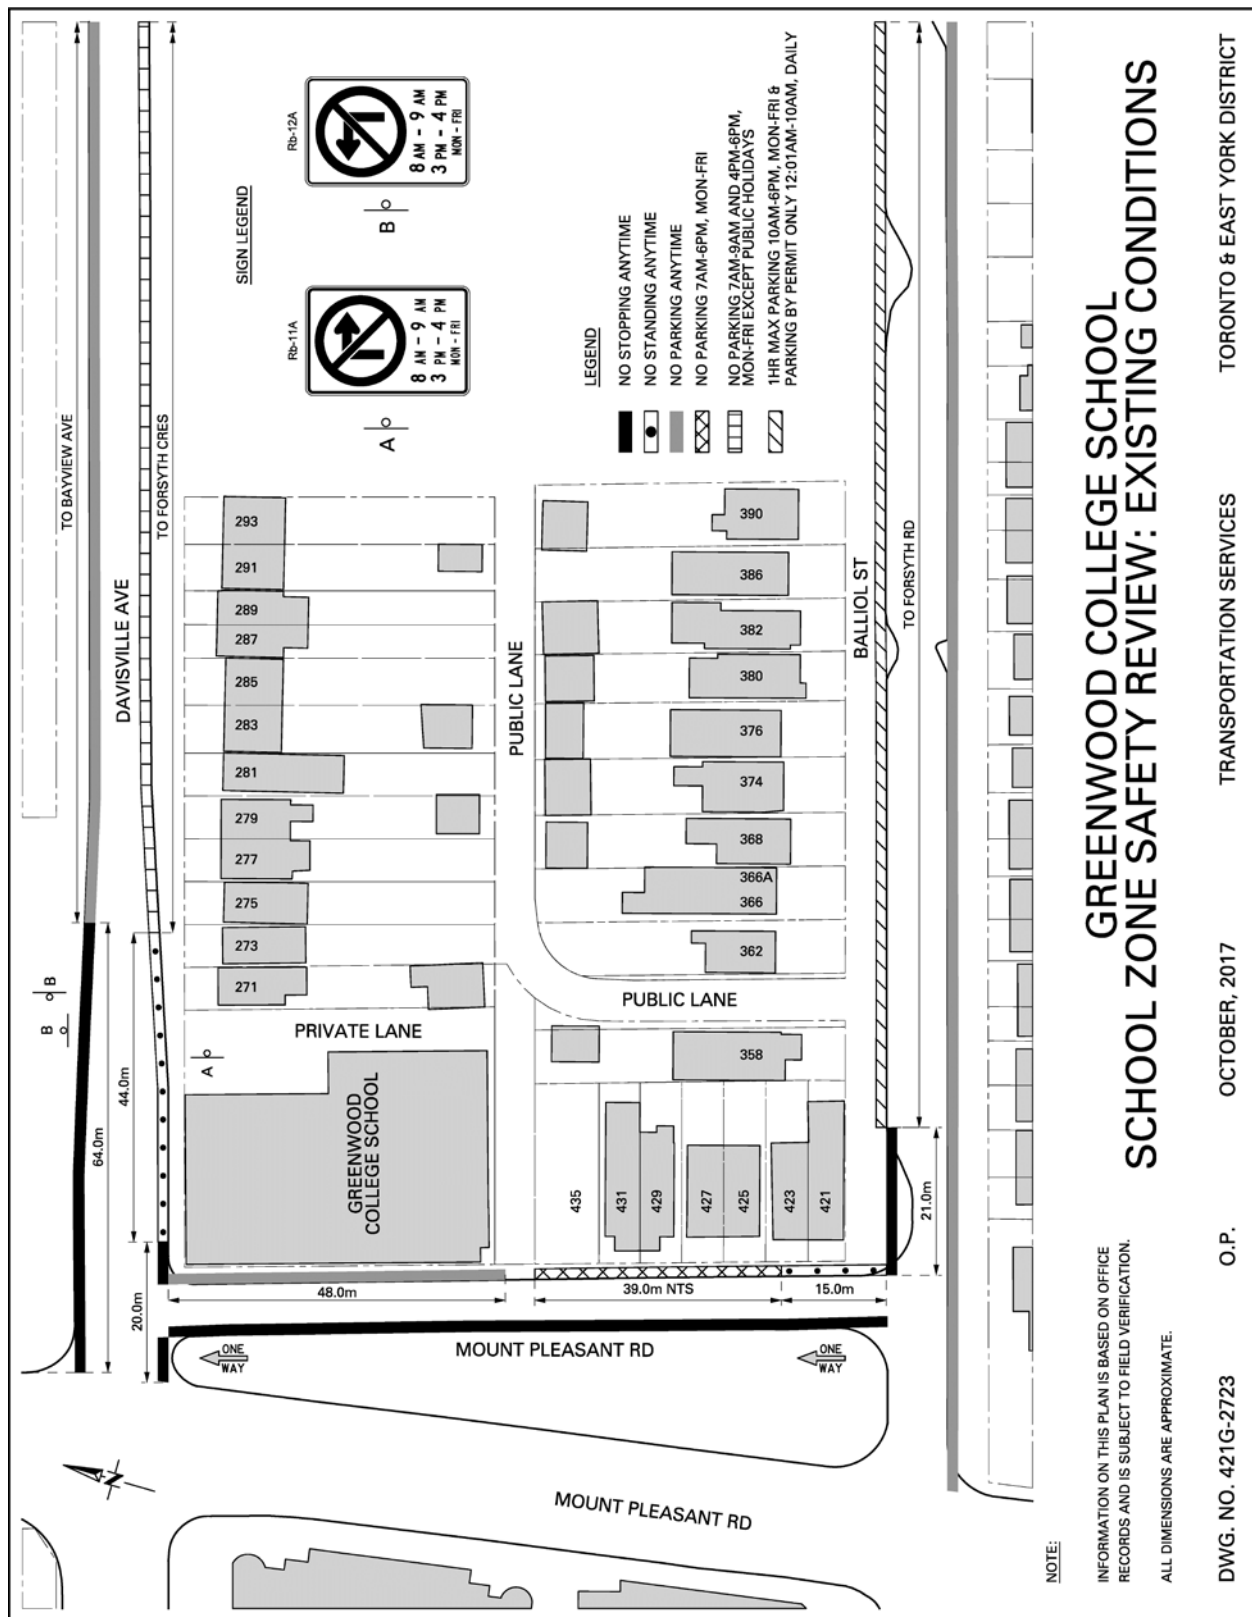 TO BAYVIEW AVE
DAVISVILLE AVE
TO FORSYTH CRES
B
B
64.0m
44.0m
20.0m
SIGN LEGEND
A
Rb-11A
8 AM - 9 AM
3 PM - 4 PM
MON - FRI
B
Rb-12A
8 AM - 9 AM
3 PM - 4 PM
MON - FRI
LEGEND
NO STOPPING ANYTIME
NO STANDING ANYTIME
NO PARKING ANYTIME
NO PARKING 7AM-6PM, MON-FRI
NO PARKING 7AM-9AM AND 4PM-6PM,
MON-FRI EXCEPT PUBLIC HOLIDAYS
1HR MAX PARKING 10AM-6PM, MON-FRI &
PARKING BY PERMIT ONLY 12:01AM-10AM, DAILY
271
273
275
277
279
281
283
285
287
289
291
293
A
PRIVATE LANE
GREENWOOD
COLLEGE SCHOOL
PUBLIC LANE
PUBLIC LANE
358
362
366
366A
368
374
376
380
382
386
390
435
431
429
427
425
423
421
BALLIOL ST
TO FORSYTH RD
21.0m
48.0m
39.0m NTS
15.0m
ONE
WAY
MOUNT PLEASANT RD
ONE
WAY
N
MOUNT PLEASANT RD
NOTE:
INFORMATION ON THIS PLAN IS BASED ON OFFICE
RECORDS AND IS SUBJECT TO FIELD VERIFICATION.
ALL DIMENSIONS ARE APPROXIMATE.
GREENWOOD COLLEGE SCHOOL
SCHOOL ZONE SAFETY REVIEW: EXISTING CONDITIONS
DWG. NO. 421G-2723
O.P.
OCTOBER, 2017
TRANSPORTATION SERVICES
TORONTO & EAST YORK DISTRICT